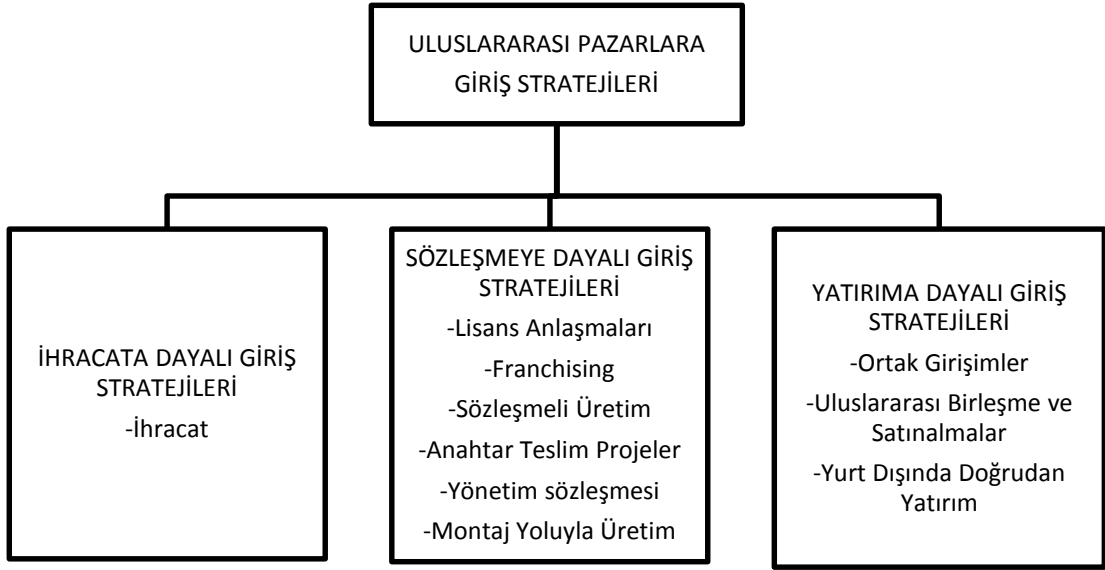 ULUSLARARASI PAZARLARA
GİRİŞ STRATEJİLERİ
İHRACATA DAYALI GİRİŞ
STRATEJİLERİ
-İhracat
SÖZLEŞMEYE DAYALI GİRİŞ
STRATEJİLERİ
-Lisans Anlaşmaları
-Franchising
-Sözleşmeli Üretim
-Anahtar Teslim Projeler
-Yönetim sözleşmesi
-Montaj Yoluyla Üretim
YATIRIMA DAYALI GİRİŞ
STRATEJİLERİ
-Ortak Girişimler
-Uluslararası Birleşme ve
Satınalmalar
-Yurt Dışında Doğrudan
Yatırım